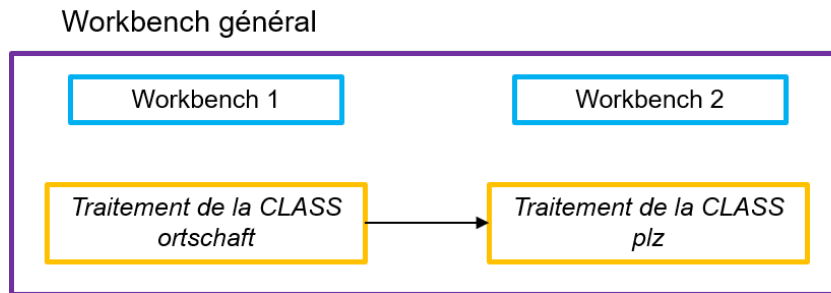 Workbench général
Workbench 1
Workbench 2
Traitement de la CLASS
ortschaft
Traitement de la CLASS
plz